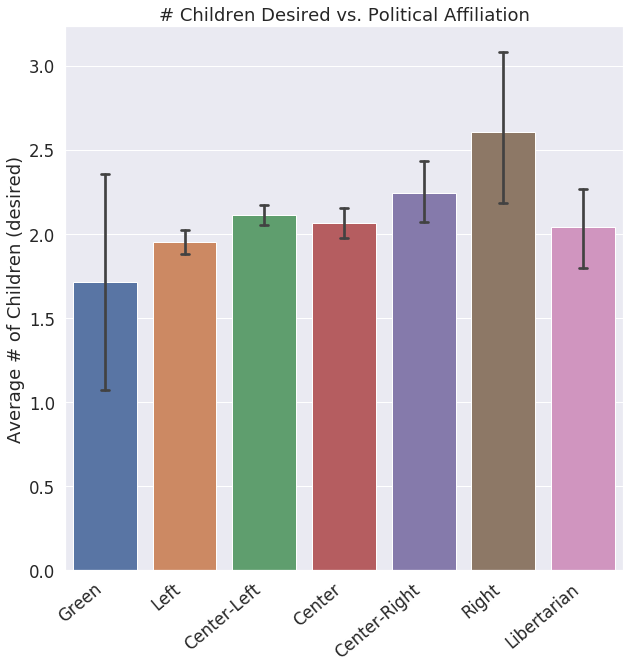 # Children Desired vs. Political Affiliation
Average # of Children (desired)
3.0
2.5
2.0
1.5
1.0
0.5
0.0
Green
Left
Center-Left
Center
Center-Right
Right
Libertarian